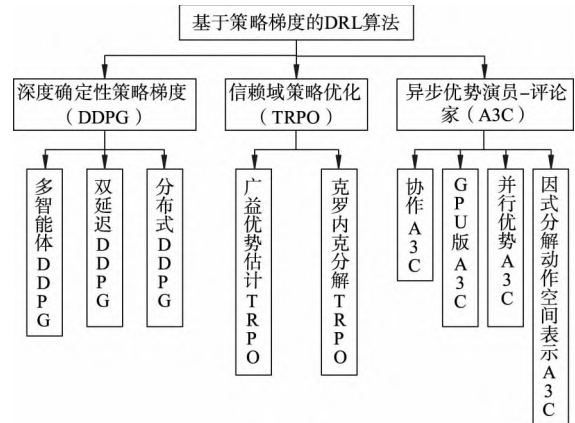 基于策略梯度的DRL算法
深度确定性策略梯度
（DDPG）
信赖域策略优化
（TRPO）
异步优势演员-评论
家（A3C）
多智能体DDPG
双延迟DDPG
分布式DDPG
广益优势估计TRPO
克罗内克分解TRPO
协作A3C
GPU版A3C
并行优势A3C
因式分解动作空间表示A3C